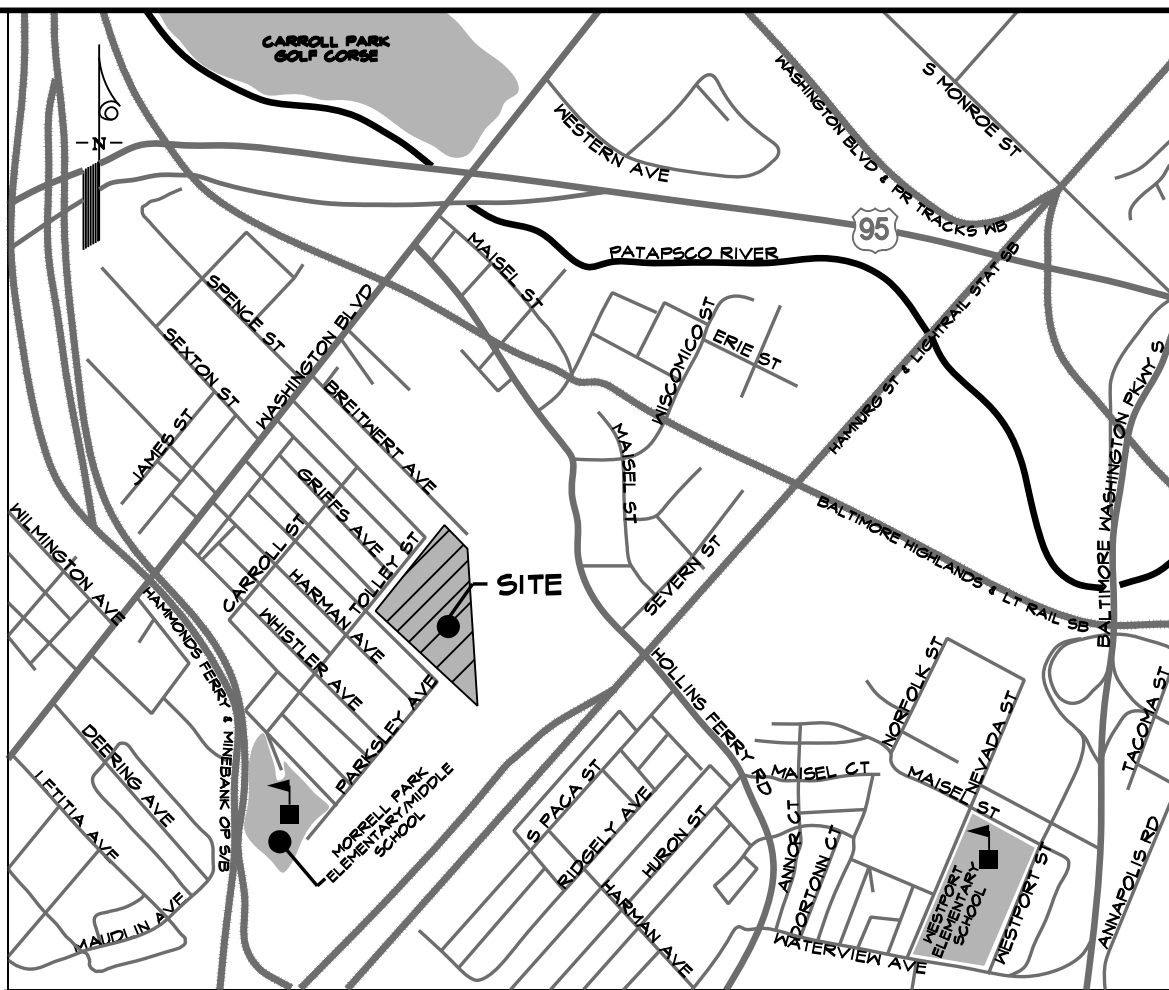 CARROLL PARK
GOLF CORSE
-N-
WESTERN AVE
WASHINGTON BLVD & PR TRACKS WB
S MONROE ST
95
PATAPSCO RIVER
MAISEL ST
SPENCE ST
SEXTON ST
WASHINGTON BLVD
BREITWERT AVE
JAMES ST
WISCOMICO ST
ERIE ST
HAMNURG ST & LIGHTRAIL STAT SB
BALTIMORE WASHINGTON PKWY S
MAISEL ST
GRIFFS AVE
CARROLL ST
TOLLEY ST
HARMAN AVE
WHISTLER AVE
WILMINGTON AVE
HAMMONDS FERRY & MINEBANK OP S/B
SITE
SEVERN ST
BALTIMORE HIGHLANDS & LT RAIL SB
HOLLINS FERRY RD
NORFOLK ST
NEVADA ST
TACOMA ST
PARKSLEY AVE
DEERING AVE
LFTITIA AVE
MAUDLIN AVE
MORRELL PARK
ELEMENTARY/MIDDLE
SCHOOL
S PACA ST
RIDGELY AVE
HURON ST
HARMAN AVE
MAISEL CT
MAISEL ST
ANNOR CT
DORTONN CT
WATERVIEW AVE
WESTPORT
ELEMENTARY
SCHOOL
WESTPORT ST
ANNAPOLIS RD